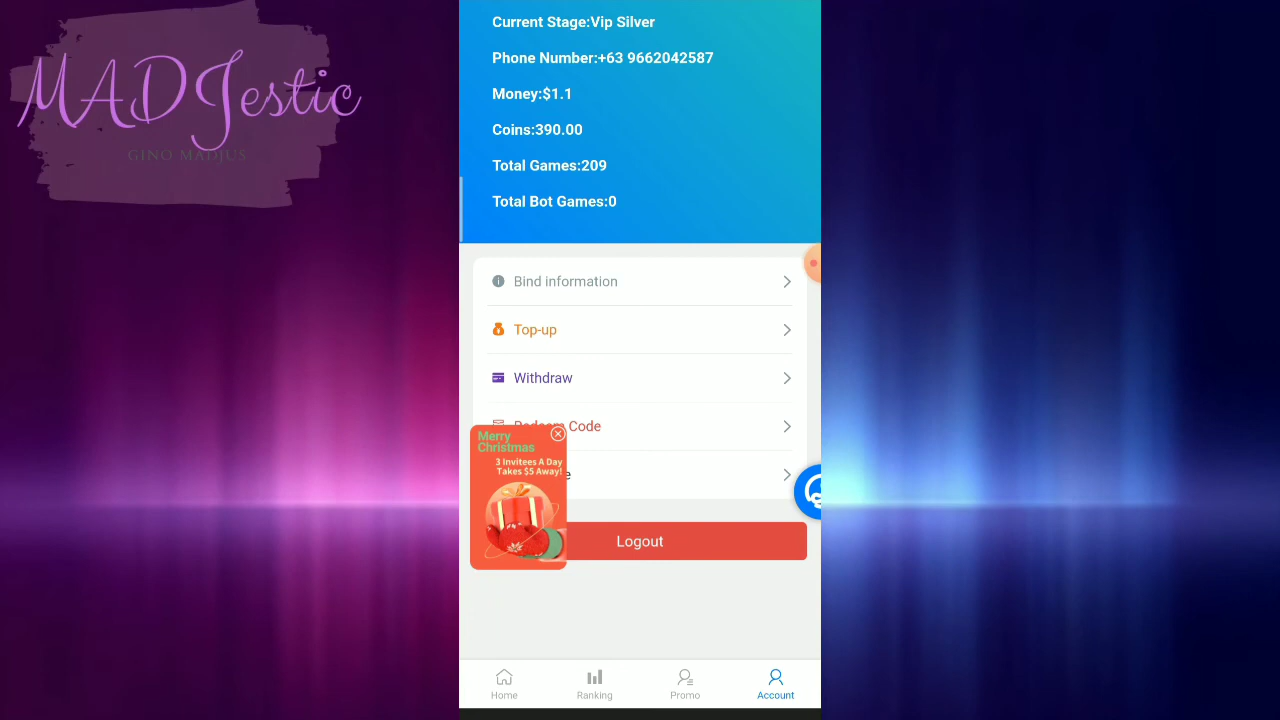 MADJestic
GINO MADJUS
Current Stage:Vip Silver
Phone Number:+63 9662042587
Money:$1.1
Coins:390.00
Total Games:209
Total Bot Games:0
Bind information
Top-up
Withdraw
Redeem Code
Merry
Christmas
3 Invitees A Day
Takes $5 Away!
Logout
Home
Ranking
Promo
Account